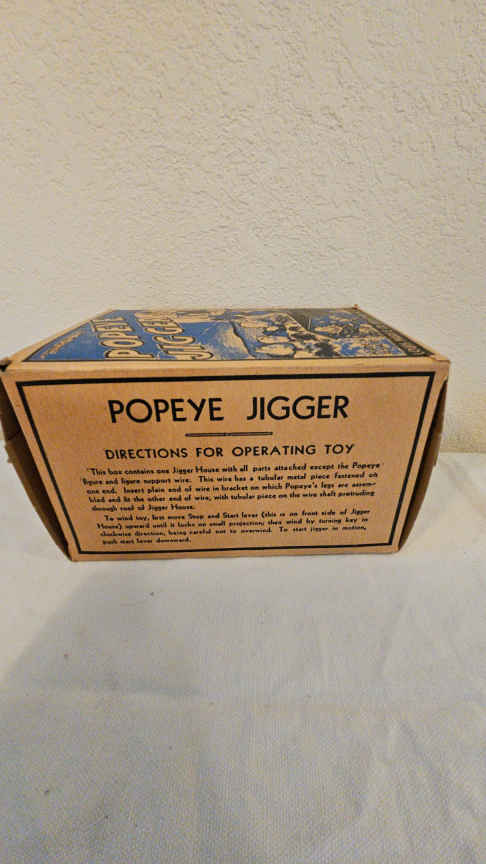 POPEYE
JIGGER
POPEYE JIGGER
DIRECTIONS FOR OPERATING TOY
This box contains one Jigger House with all parts attached except the Popeye
figure and figure support wire. This wire has a tubular metal piece fastened on
one end. Insert plain end of wire in bracket on which Popeye's legs are assem-
bled and fit the other end of wire, with tubular piece on the wire shaft protruding
through roof of Jigger House.
To wind toy, first move Stop and Start lever (this is on front side of Jigger
House) upward until it locks on small projection; then wind by turning key in
clockwise direction, being careful not to overwind. To start jigger in motion,
push start lever downward.